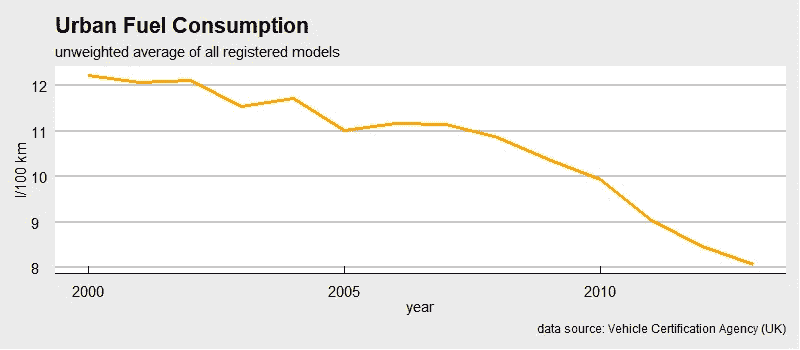 Urban Fuel Consumption
unweighted average of all registered models
12
11
10
9
8
l/100 km
2000
2005
2010
year
data source: Vehicle Certification Agency (UK)